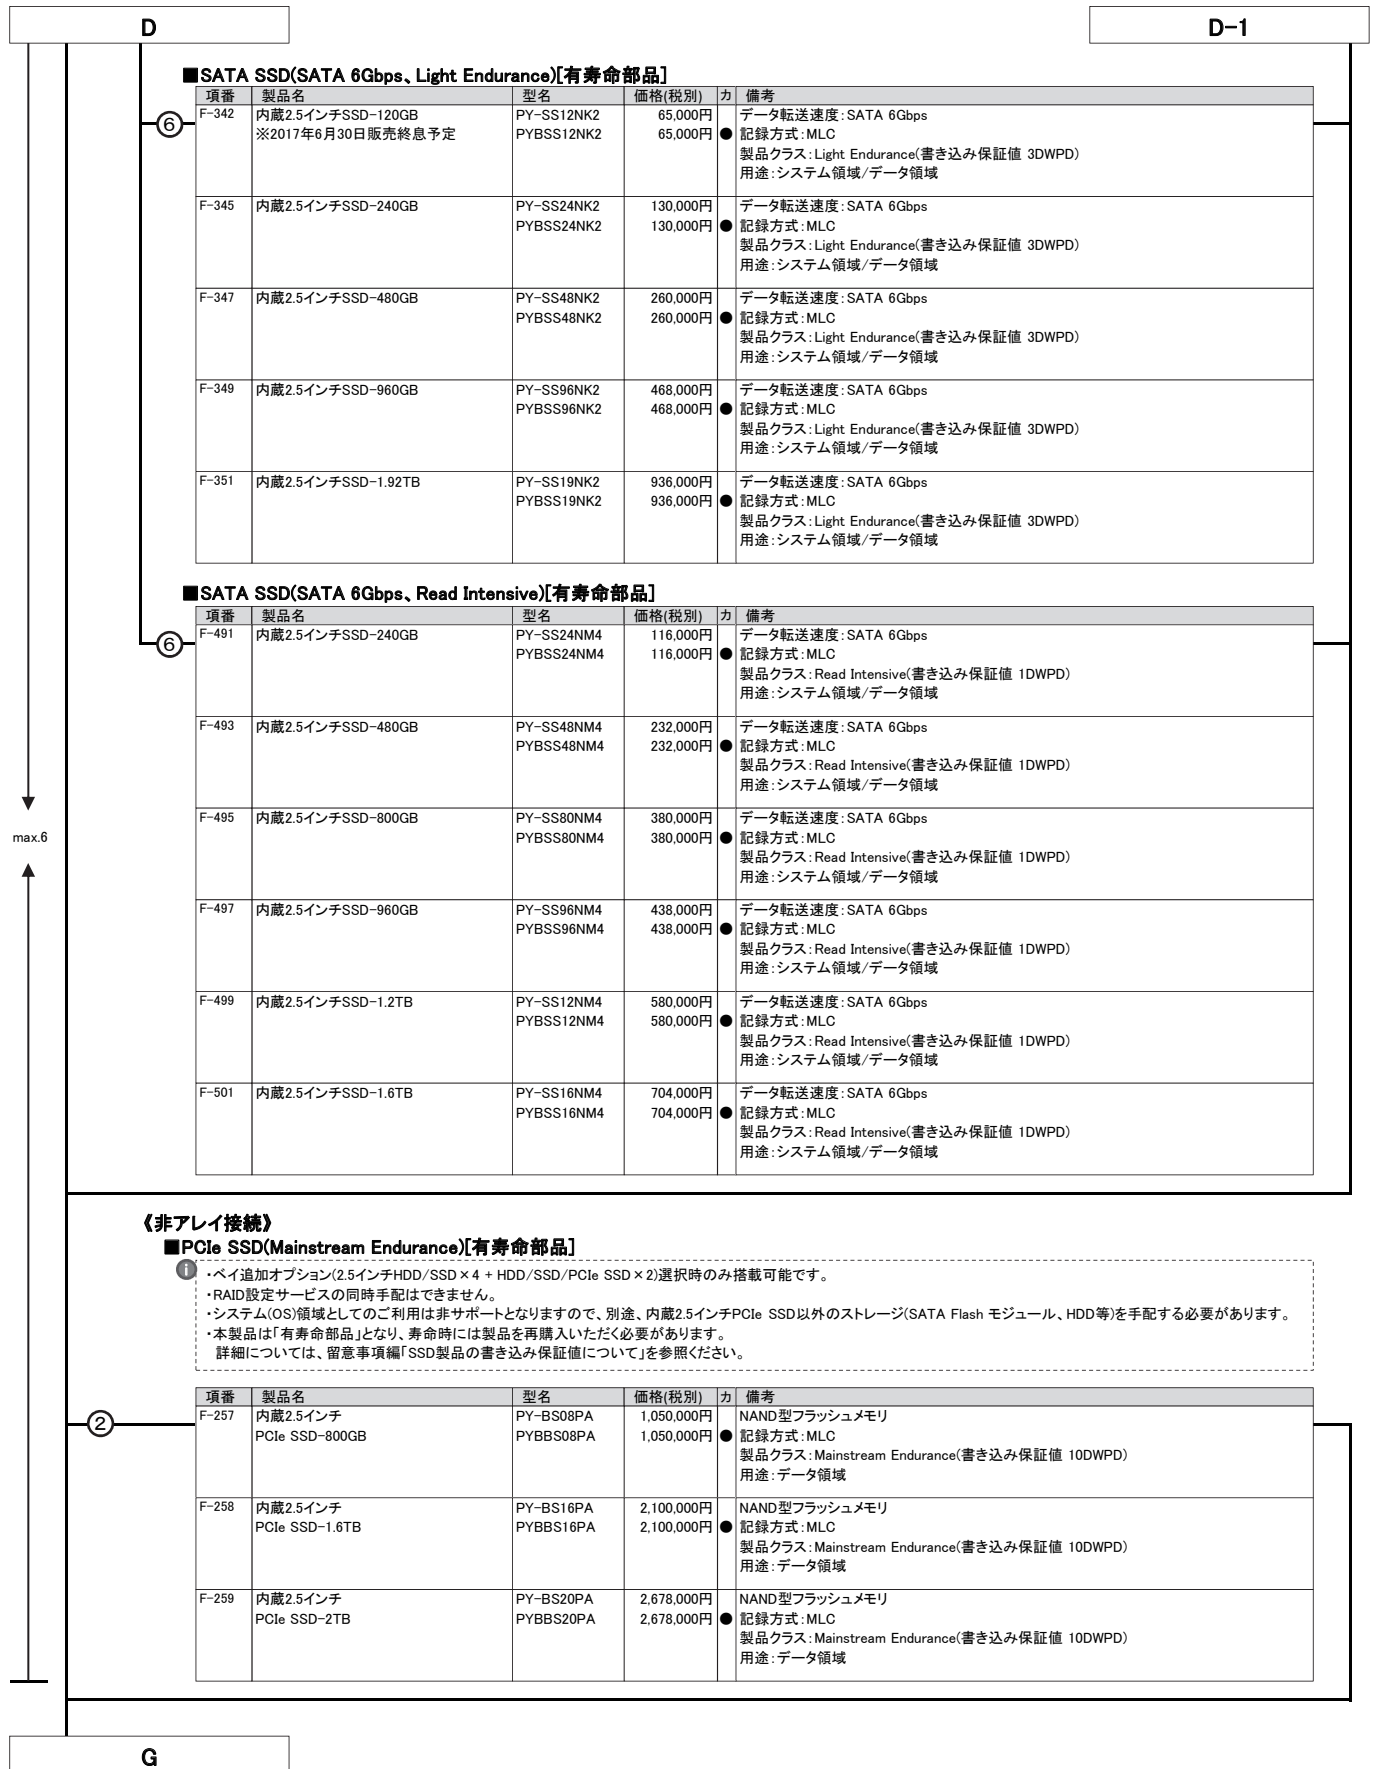 D
D-1
■SATA SSD(SATA 6Gbps、Light Endurance)[有寿命部品]
項番 製品名 型名 価格(税別) カ 備考
⑥ F-342 内蔵2.5インチSSD-120GB PY-SS12NK2 65,000円 データ転送速度：SATA 6Gbps
※2017年6月30日販売終息予定 PYBSS12NK2 65,000円 ● 記録方式：MLC
製品クラス：Light Endurance(書き込み保証値 3DWPD)
用途：システム領域/データ領域
F-345 内蔵2.5インチSSD-240GB PY-SS24NK2 130,000円 データ転送速度：SATA 6Gbps
PYBSS24NK2 130,000円 ● 記録方式：MLC
製品クラス：Light Endurance(書き込み保証値 3DWPD)
用途：システム領域/データ領域
F-347 内蔵2.5インチSSD-480GB PY-SS48NK2 260,000円 データ転送速度：SATA 6Gbps
PYBSS48NK2 260,000円 ● 記録方式：MLC
製品クラス：Light Endurance(書き込み保証値 3DWPD)
用途：システム領域/データ領域
F-349 内蔵2.5インチSSD-960GB PY-SS96NK2 468,000円 データ転送速度：SATA 6Gbps
PYBSS96NK2 468,000円 ● 記録方式：MLC
製品クラス：Light Endurance(書き込み保証値 3DWPD)
用途：システム領域/データ領域
F-351 内蔵2.5インチSSD-1.92TB PY-SS19NK2 936,000円 データ転送速度：SATA 6Gbps
PYBSS19NK2 936,000円 ● 記録方式：MLC
製品クラス：Light Endurance(書き込み保証値 3DWPD)
用途：システム領域/データ領域
■SATA SSD(SATA 6Gbps、Read Intensive)[有寿命部品]
項番 製品名 型名 価格(税別) カ 備考
⑥ F-491 内蔵2.5インチSSD-240GB PY-SS24NM4 116,000円 データ転送速度：SATA 6Gbps
PYBSS24NM4 116,000円 ● 記録方式：MLC
製品クラス：Read Intensive(書き込み保証値 1DWPD)
用途：システム領域/データ領域
F-493 内蔵2.5インチSSD-480GB PY-SS48NM4 232,000円 データ転送速度：SATA 6Gbps
PYBSS48NM4 232,000円 ● 記録方式：MLC
製品クラス：Read Intensive(書き込み保証値 1DWPD)
用途：システム領域/データ領域
F-495 内蔵2.5インチSSD-800GB PY-SS80NM4 380,000円 データ転送速度：SATA 6Gbps
max.6
PYBSS80NM4 380,000円 ● 記録方式：MLC
製品クラス：Read Intensive(書き込み保証値 1DWPD)
用途：システム領域/データ領域
F-497 内蔵2.5インチSSD-960GB PY-SS96NM4 438,000円 データ転送速度：SATA 6Gbps
PYBSS96NM4 438,000円 ● 記録方式：MLC
製品クラス：Read Intensive(書き込み保証値 1DWPD)
用途：システム領域/データ領域
F-499 内蔵2.5インチSSD-1.2TB PY-SS12NM4 580,000円 データ転送速度：SATA 6Gbps
PYBSS12NM4 580,000円 ● 記録方式：MLC
製品クラス：Read Intensive(書き込み保証値 1DWPD)
用途：システム領域/データ領域
F-501 内蔵2.5インチSSD-1.6TB PY-SS16NM4 704,000円 データ転送速度：SATA 6Gbps
PYBSS16NM4 704,000円 ● 記録方式：MLC
製品クラス：Read Intensive(書き込み保証値 1DWPD)
用途：システム領域/データ領域
《非アレイ接続》
■PCIe SSD(Mainstream Endurance)[有寿命部品]
i ・ベイ追加オプション(2.5インチHDD/SSD×4 + HDD/SSD/PCIe SSD×2)選択時のみ搭載可能です。
・RAID設定サービスの同時手配はできません。
・システム(OS)領域としてのご利用は非サポートとなりますので、別途、内蔵2.5インチPCIe SSD以外のストレージ(SATA Flash モジュール、HDD等)を手配する必要があります。
・本製品は「有寿命部品」となり、寿命時には製品を再購入いただく必要があります。
詳細については、留意事項編「SSD製品の書き込み保証値について」を参照ください。
項番 製品名 型名 価格(税別) カ 備考
② F-257 内蔵2.5インチ PY-BS08PA 1,050,000円 NAND型フラッシュメモリ
PCIe SSD-800GB PYBBS08PA 1,050,000円 ● 記録方式：MLC
製品クラス：Mainstream Endurance(書き込み保証値 10DWPD)
用途：データ領域
F-258 内蔵2.5インチ PY-BS16PA 2,100,000円 NAND型フラッシュメモリ
PCIe SSD-1.6TB PYBBS16PA 2,100,000円 ● 記録方式：MLC
製品クラス：Mainstream Endurance(書き込み保証値 10DWPD)
用途：データ領域
F-259 内蔵2.5インチ PY-BS20PA 2,678,000円 NAND型フラッシュメモリ
PCIe SSD-2TB PYBBS20PA 2,678,000円 ● 記録方式：MLC
製品クラス：Mainstream Endurance(書き込み保証値 10DWPD)
用途：データ領域
G